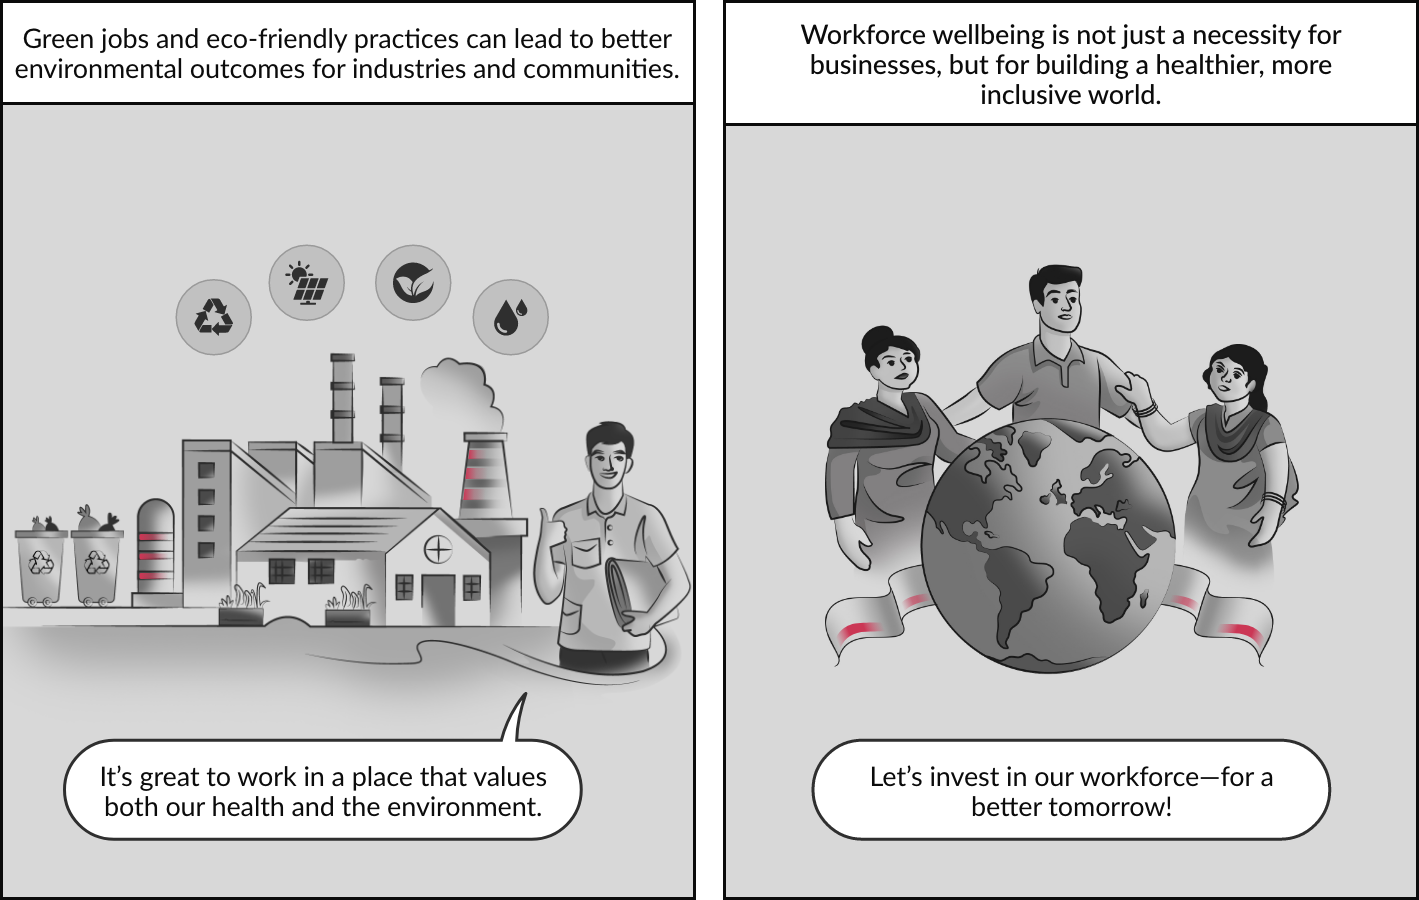 Green jobs and eco-friendly practices can lead to better
environmental outcomes for industries and communities.
It’s great to work in a place that values
both our health and the environment.
Workforce wellbeing is not just a necessity for
businesses, but for building a healthier, more
inclusive world.
Let’s invest in our workforce—for a
better tomorrow!